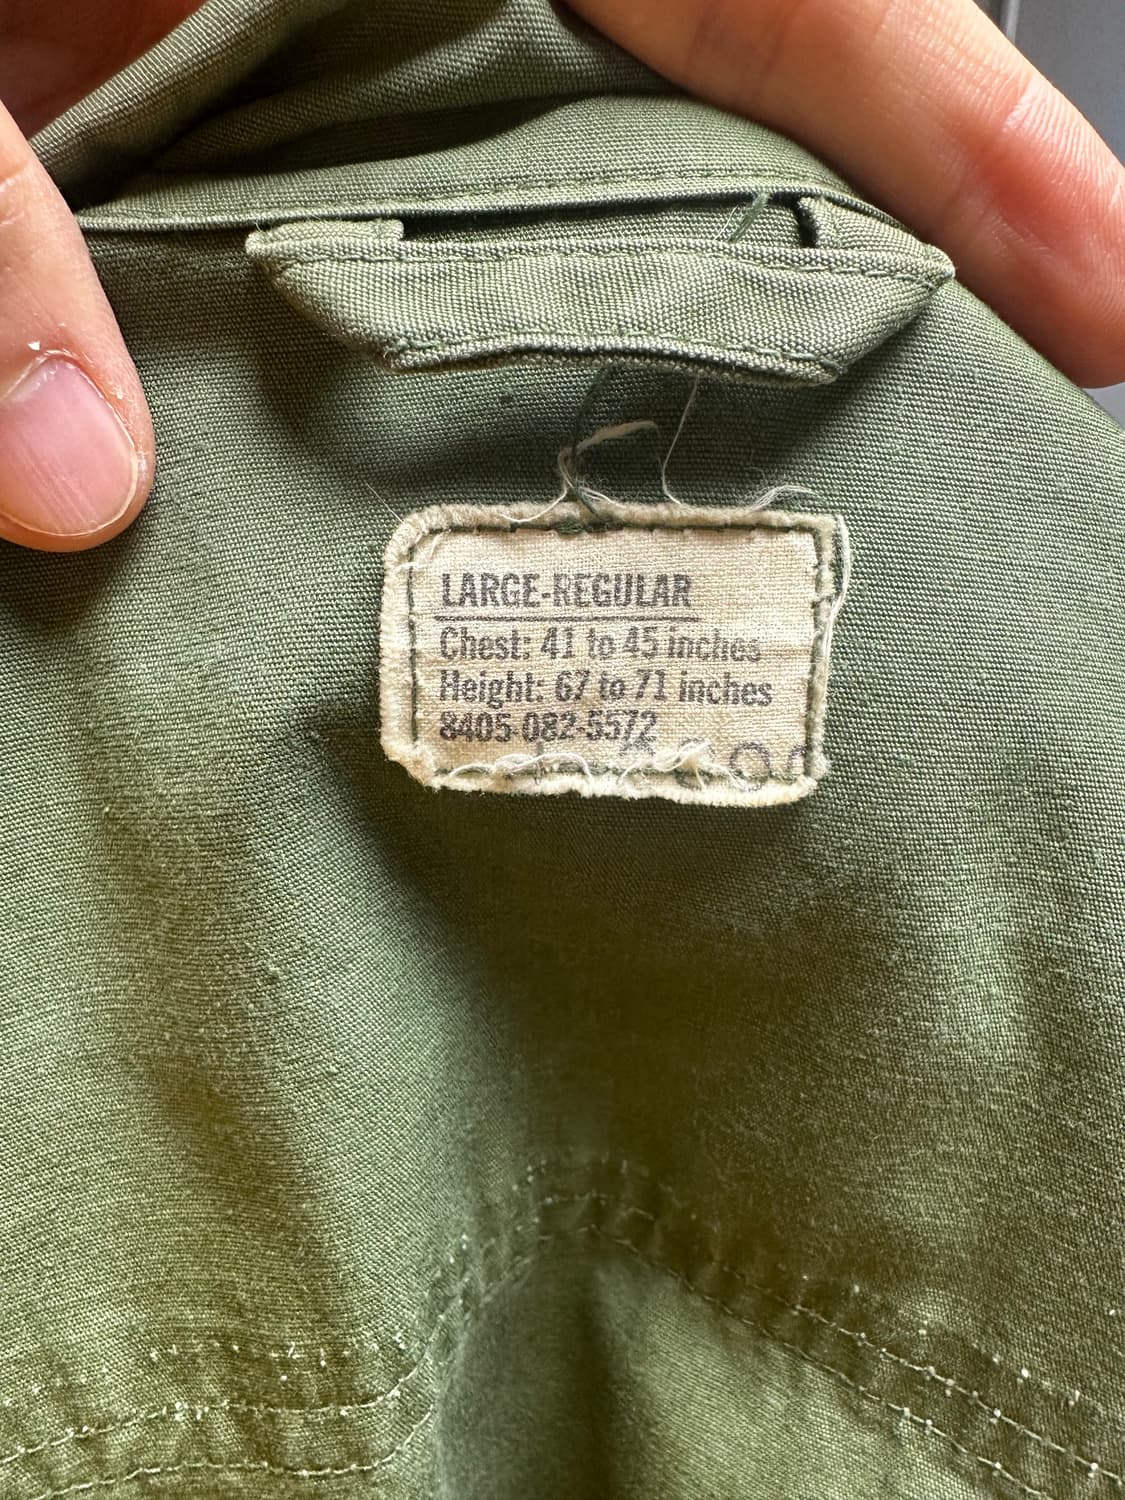 LARGE-REGULAR
Chest: 41 to 45 inches
Height: 67 to 71 inches
8405-082-5572